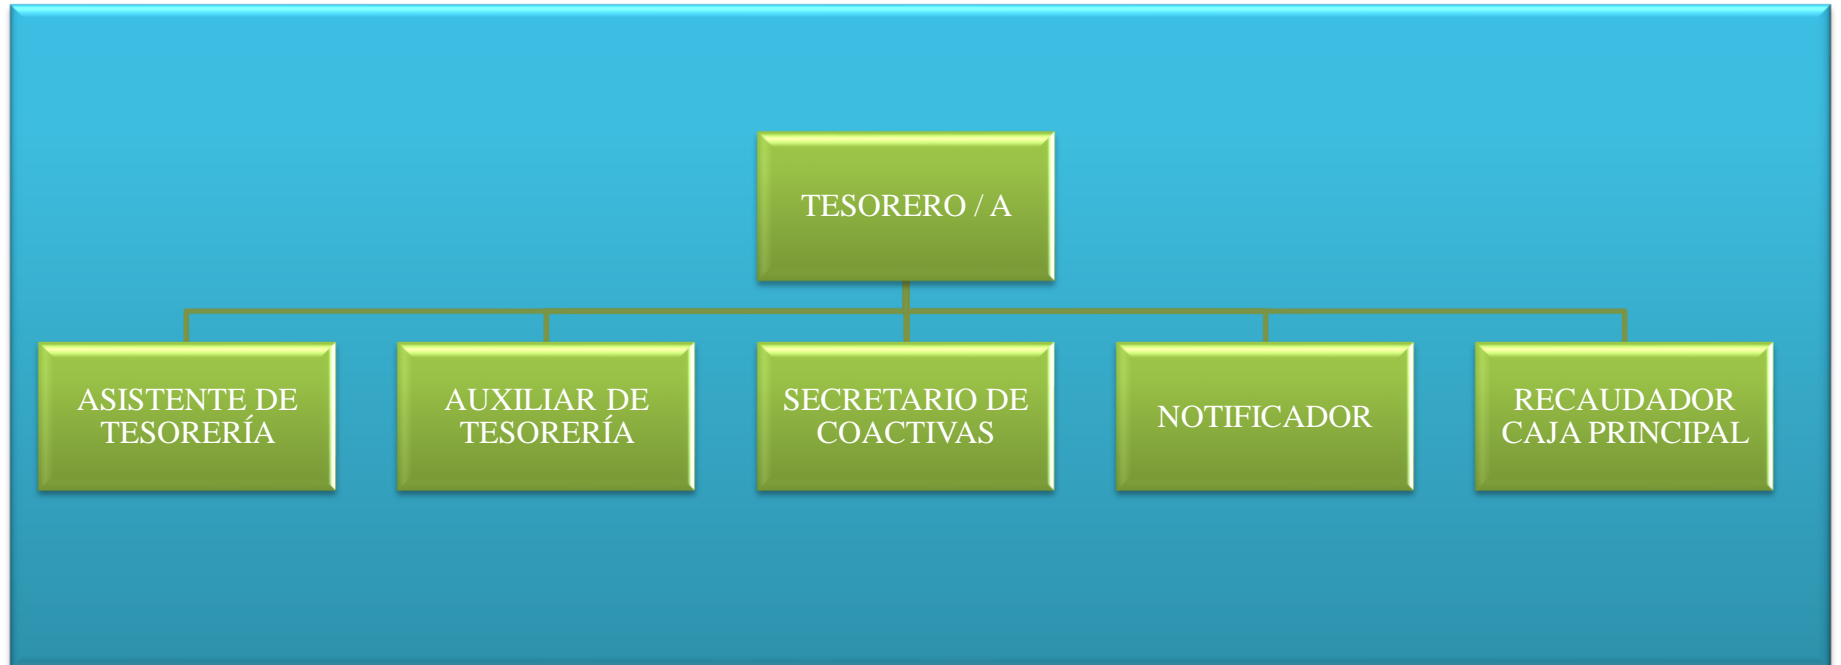 TESORERO / A
ASISTENTE DE
TESORERÍA
AUXILIAR DE
TESORERÍA
SECRETARIO DE
COACTIVAS
NOTIFICADOR
RECAUDADOR
CAJA PRINCIPAL